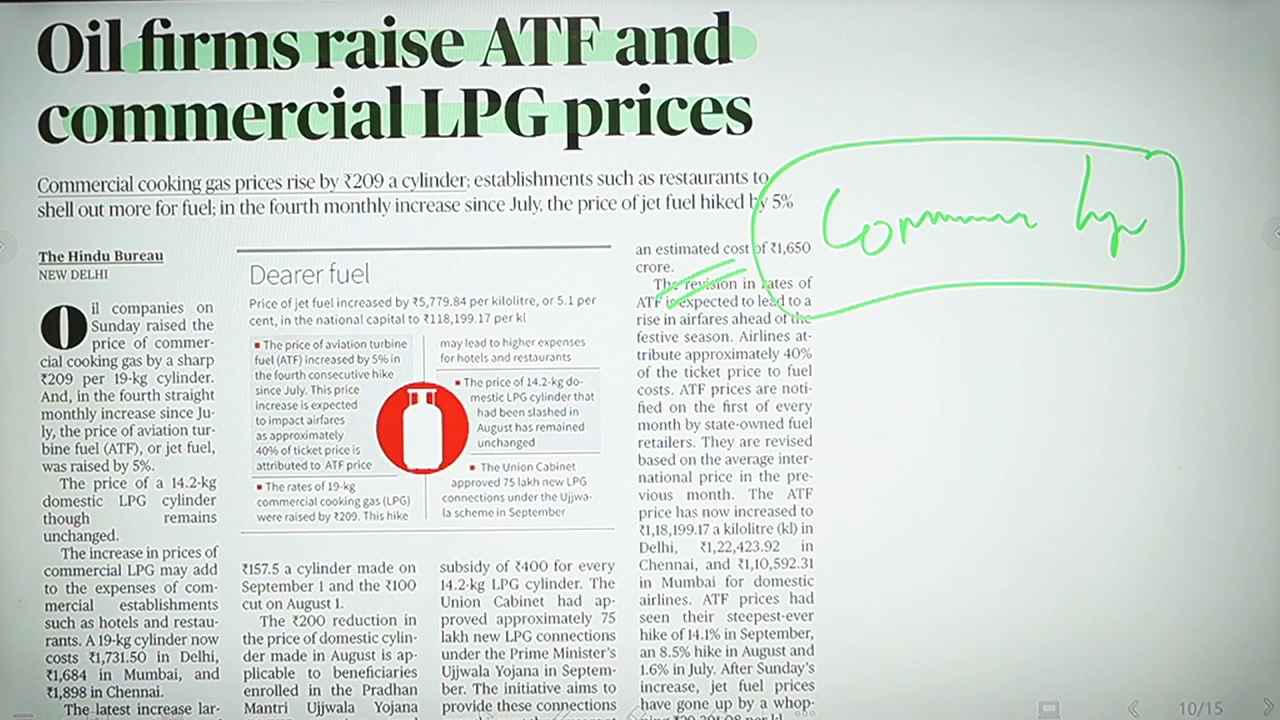 Oil firms raise ATF and
commercial LPG prices
Commercial cooking gas prices rise by ₹209 a cylinder; establishments such as restaurants to
shell out more for fuel; in the fourth monthly increase since July, the price of jet fuel hiked by 5%
The Hindu Bureau
NEW DELHI
Oil companies on
Sunday raised the
price of commer-
cial cooking gas by a sharp
₹209 per 19-kg cylinder.
And, in the fourth straight
monthly increase since Ju-
ly, the price of aviation tur-
bine fuel (ATF), or jet fuel,
was raised by 5%.
The price of a 14.2-kg
domestic LPG cylinder
though remains
unchanged.
The increase in prices of
commercial LPG may add
to the expenses of com-
mercial establishments
such as hotels and restau-
rants. A 19-kg cylinder now
costs ₹1,731.50 in Delhi,
₹1,684 in Mumbai, and
₹1,898 in Chennai.
The latest increase lar-
Dearer fuel
Price of jet fuel increased by ₹5,779.84 per kilolitre, or 5.1 per
cent, in the national capital to ₹118,199.17 per kl
▪ The price of aviation turbine
fuel (ATF) increased by 5% in
the fourth consecutive hike
since July. This price
increase is expected
to impact airfares
as approximately
40% of ticket price is
attributed to ATF price
▪ The rates of 19-kg
commercial cooking gas (LPG)
were raised by ₹209. This hike
may lead to higher expenses
for hotels and restaurants
▪ The price of 14.2-kg do-
mestic LPG cylinder that
had been slashed in
August has remained
unchanged
▪ The Union Cabinet
approved 75 lakh new LPG
connections under the Ujjwa-
la scheme in September
₹157.5 a cylinder made on
September 1 and the ₹100
cut on August 1.
The ₹200 reduction in
the price of domestic cylin-
der made in August is ap-
plicable to beneficiaries
enrolled in the Pradhan
Mantri Ujjwala Yojana
subsidy of ₹400 for every
14.2-kg LPG cylinder. The
Union Cabinet had ap-
proved approximately 75
lakh new LPG connections
under the Prime Minister's
Ujjwala Yojana in Septem-
ber. The initiative aims to
provide these connections
an estimated cost of ₹1,650
crore.
The revision in rates of
ATF is expected to lead to a
rise in airfares ahead of the
festive season. Airlines at-
tribute approximately 40%
of the ticket price to fuel
costs. ATF prices are noti-
fied on the first of every
month by state-owned fuel
retailers. They are revised
based on the average inter-
national price in the pre-
vious month. The ATF
price has now increased to
₹1,18,199.17 a kilolitre (kl) in
Delhi, ₹1,22,423.92 in
Chennai, and ₹1,10,592.31
in Mumbai for domestic
airlines. ATF prices had
seen their steepest-ever
hike of 14.1% in September,
an 8.5% hike in August and
1.6% in July. After Sunday's
increase, jet fuel prices
have gone up by a whop-
10/15